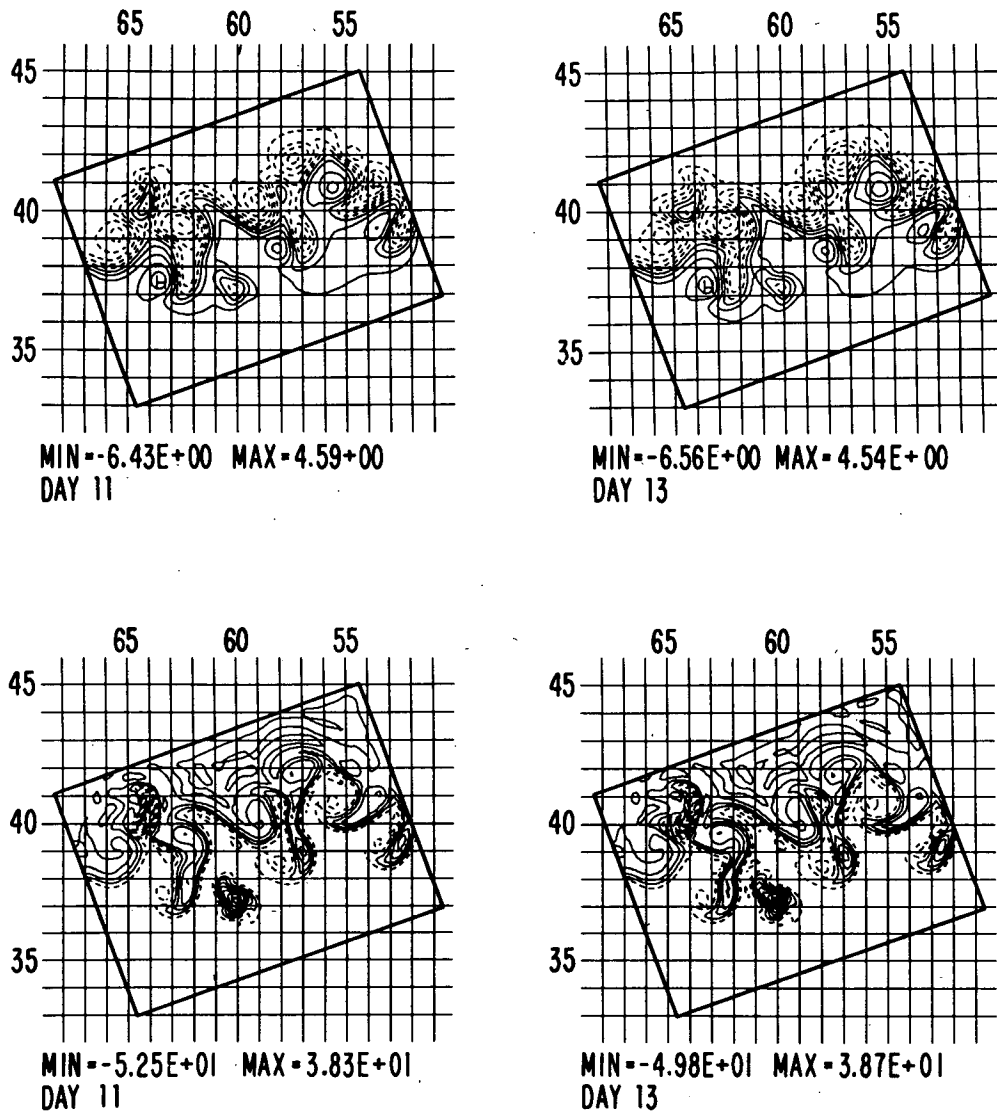 65 60 55
45
40
35
MIN=-6.43E+00 MAX=4.59+00
DAY 11
65 60 55
45
40
35
MIN=-6.56E+00 MAX=4.54E+00
DAY 13
65 60 55
45
40
35
MIN=-5.25E+01 MAX=3.83E+01
DAY 11
65 60 55
45
40
35
MIN=-4.98E+01 MAX=3.87E+01
DAY 13